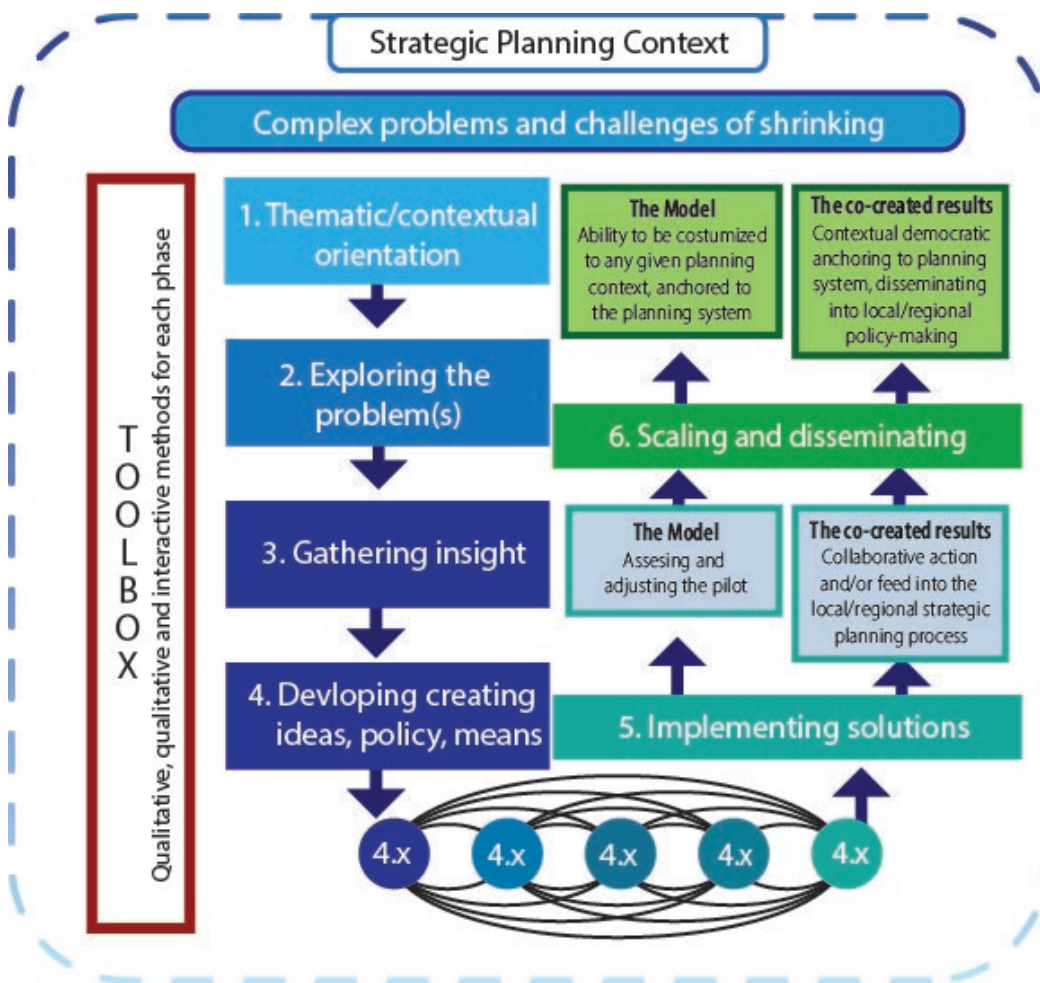 Strategic Planning Context
Complex problems and challenges of shrinking
TOOLBOX
Qualitative, qualitative and interactive methods for each phase
1. Thematic/contextual
orientation
2. Exploring the
problem(s)
3. Gathering insight
4. Devloping creating
ideas, policy, means
4.x
4.x
4.x
4.x
4.x
5. Implementing solutions
The Model
Assesing and
adjusting the pilot
The co-created results
Collaborative action
and/or feed into the
local/regional strategic
planning process
6. Scaling and disseminating
The Model
Ability to be costumized
to any given planning
context, anchored to
the planning system
The co-created results
Contextual democratic
anchoring to planning
system, disseminating
into local/regional
policy-making